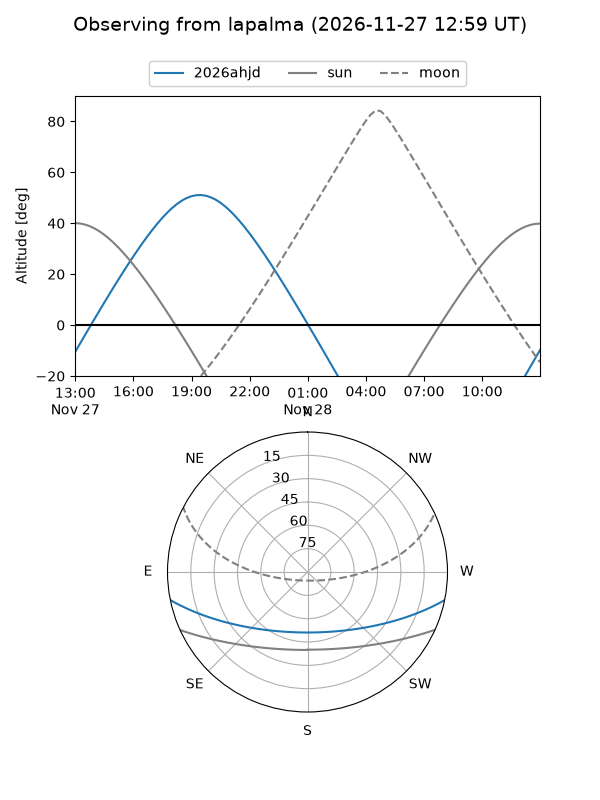 Observing from lapalma (2026-11-27 12:59 UT)
2026ahjd sun moon
Altitude [deg]
80
60
40
20
0
−20
13:00 16:00 19:00 22:00 01:00 04:00 07:00 10:00
Nov 27 Nov 28
N
NE NW
15
30
45
60
75
E W
SE SW
S